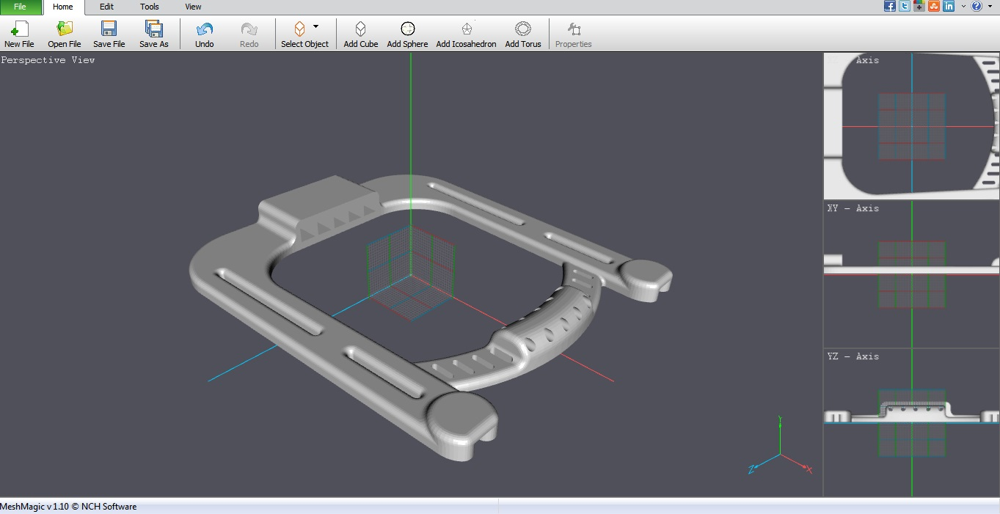 File Home Edit Tools View
New File Open File Save File Save As Undo Redo Select Object Add Cube Add Sphere Add Icosahedron Add Torus Properties
Perspective View
Axis
XY - Axis
YZ - Axis
Y
Z
X
MeshMagic v 1.10 © NCH Software